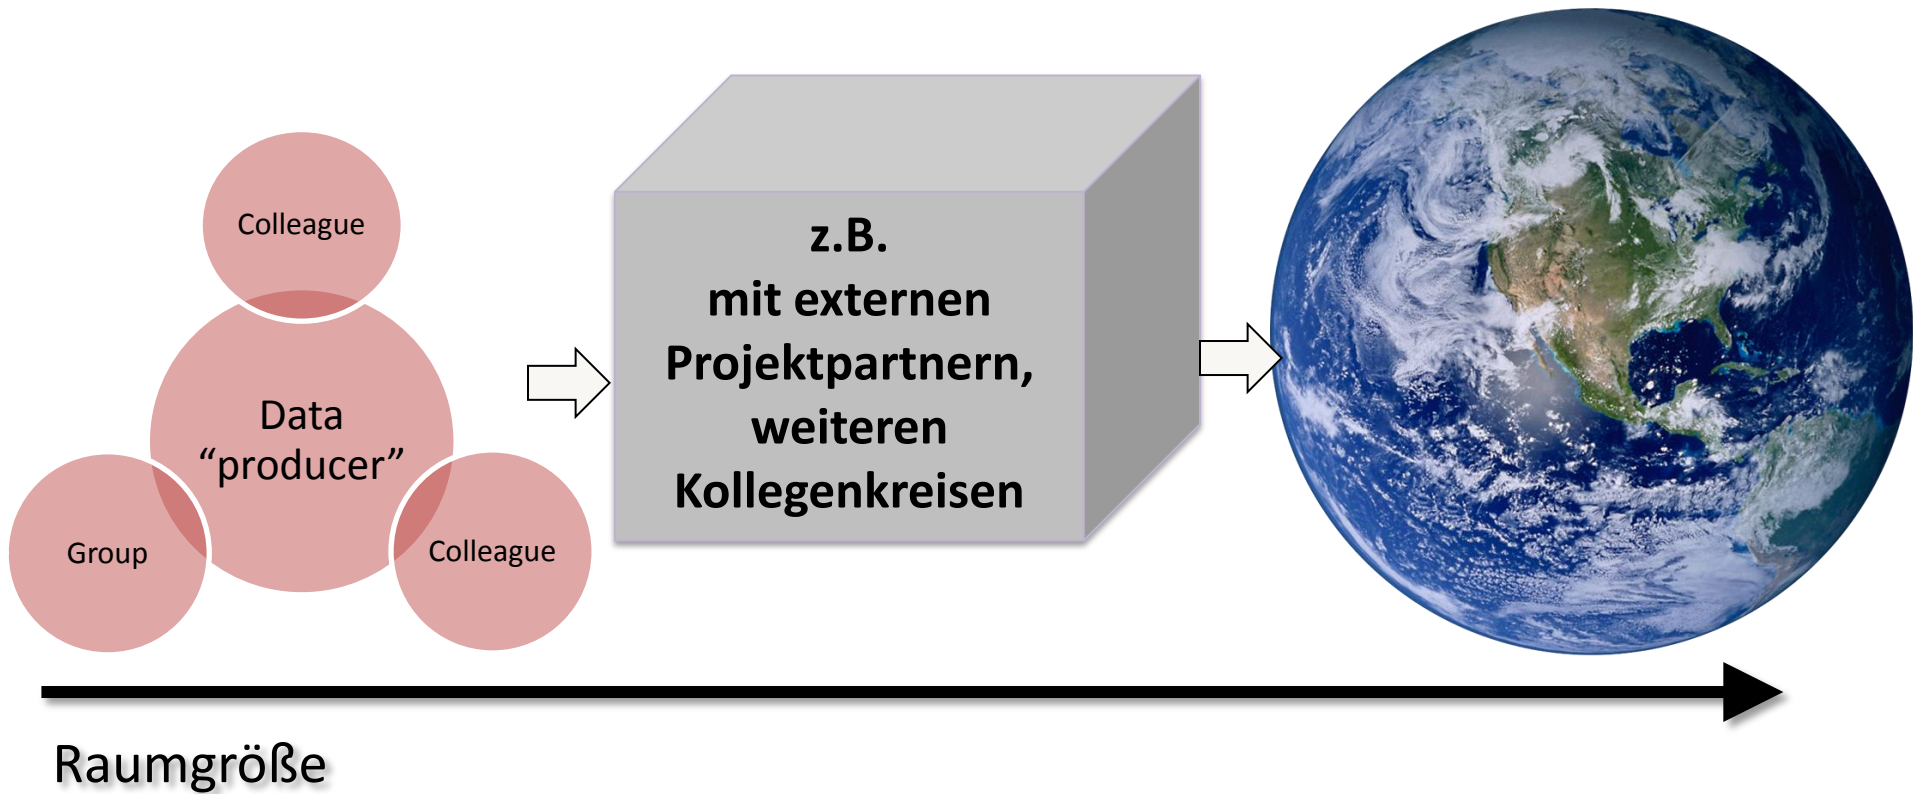 Colleague
Data
“producer”
Group
Colleague
z.B.
mit externen
Projektpartnern,
weiteren
Kollegenkreisen
Raumgröße